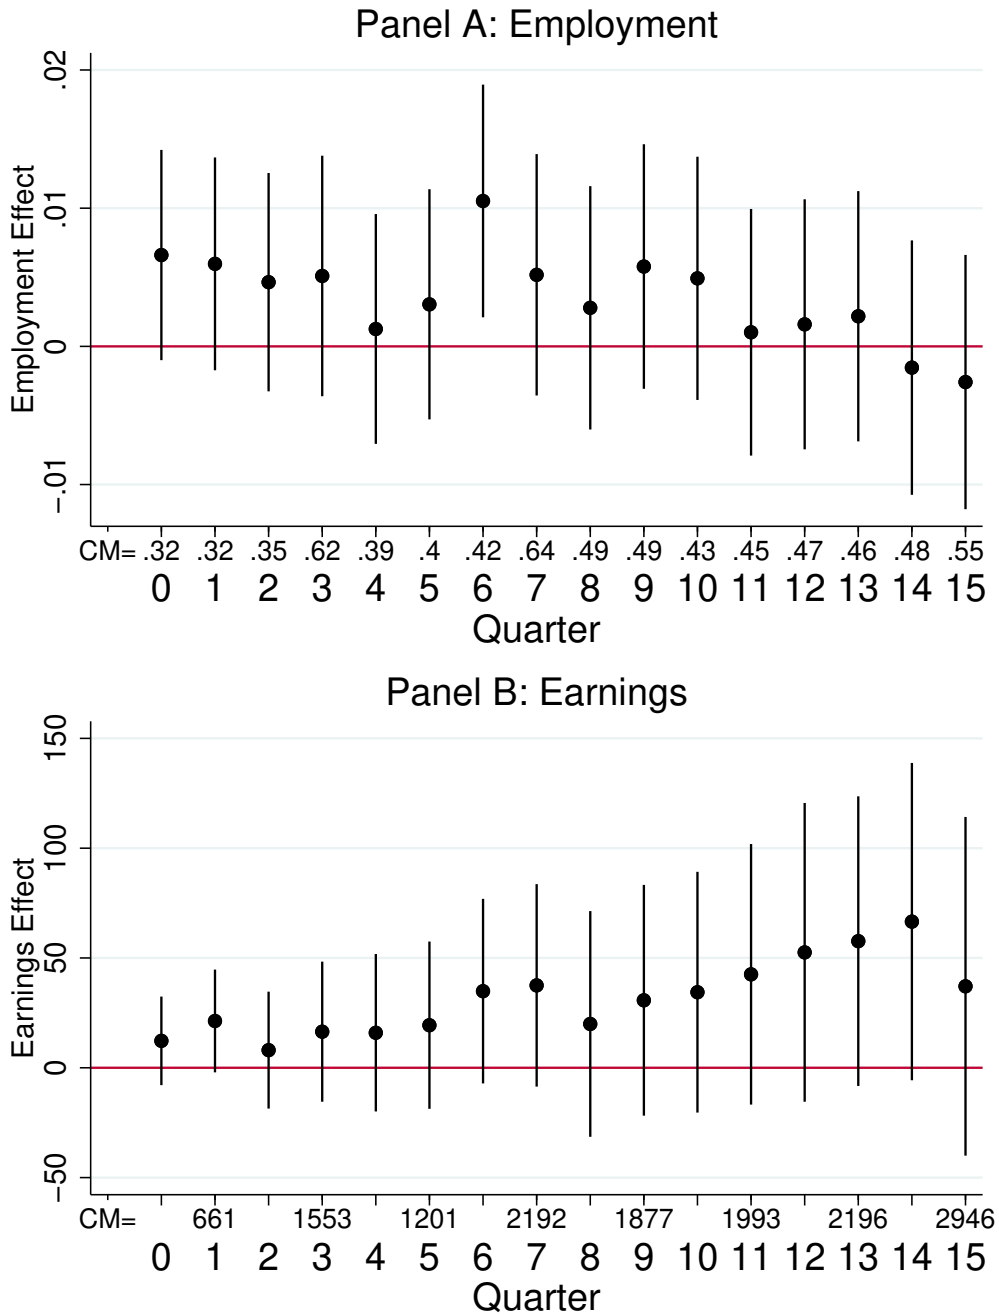 Panel A: Employment
Employment Effect
.02
.01
0
−.01
CM= .32 .32 .35 .62 .39 .4 .42 .64 .49 .49 .43 .45 .47 .46 .48 .55
0 1 2 3 4 5 6 7 8 9 10 11 12 13 14 15
Quarter
Panel B: Earnings
Earnings Effect
150
100
50
0
−50
CM= 661 1553 1201 2192 1877 1993 2196 2946
0 1 2 3 4 5 6 7 8 9 10 11 12 13 14 15
Quarter